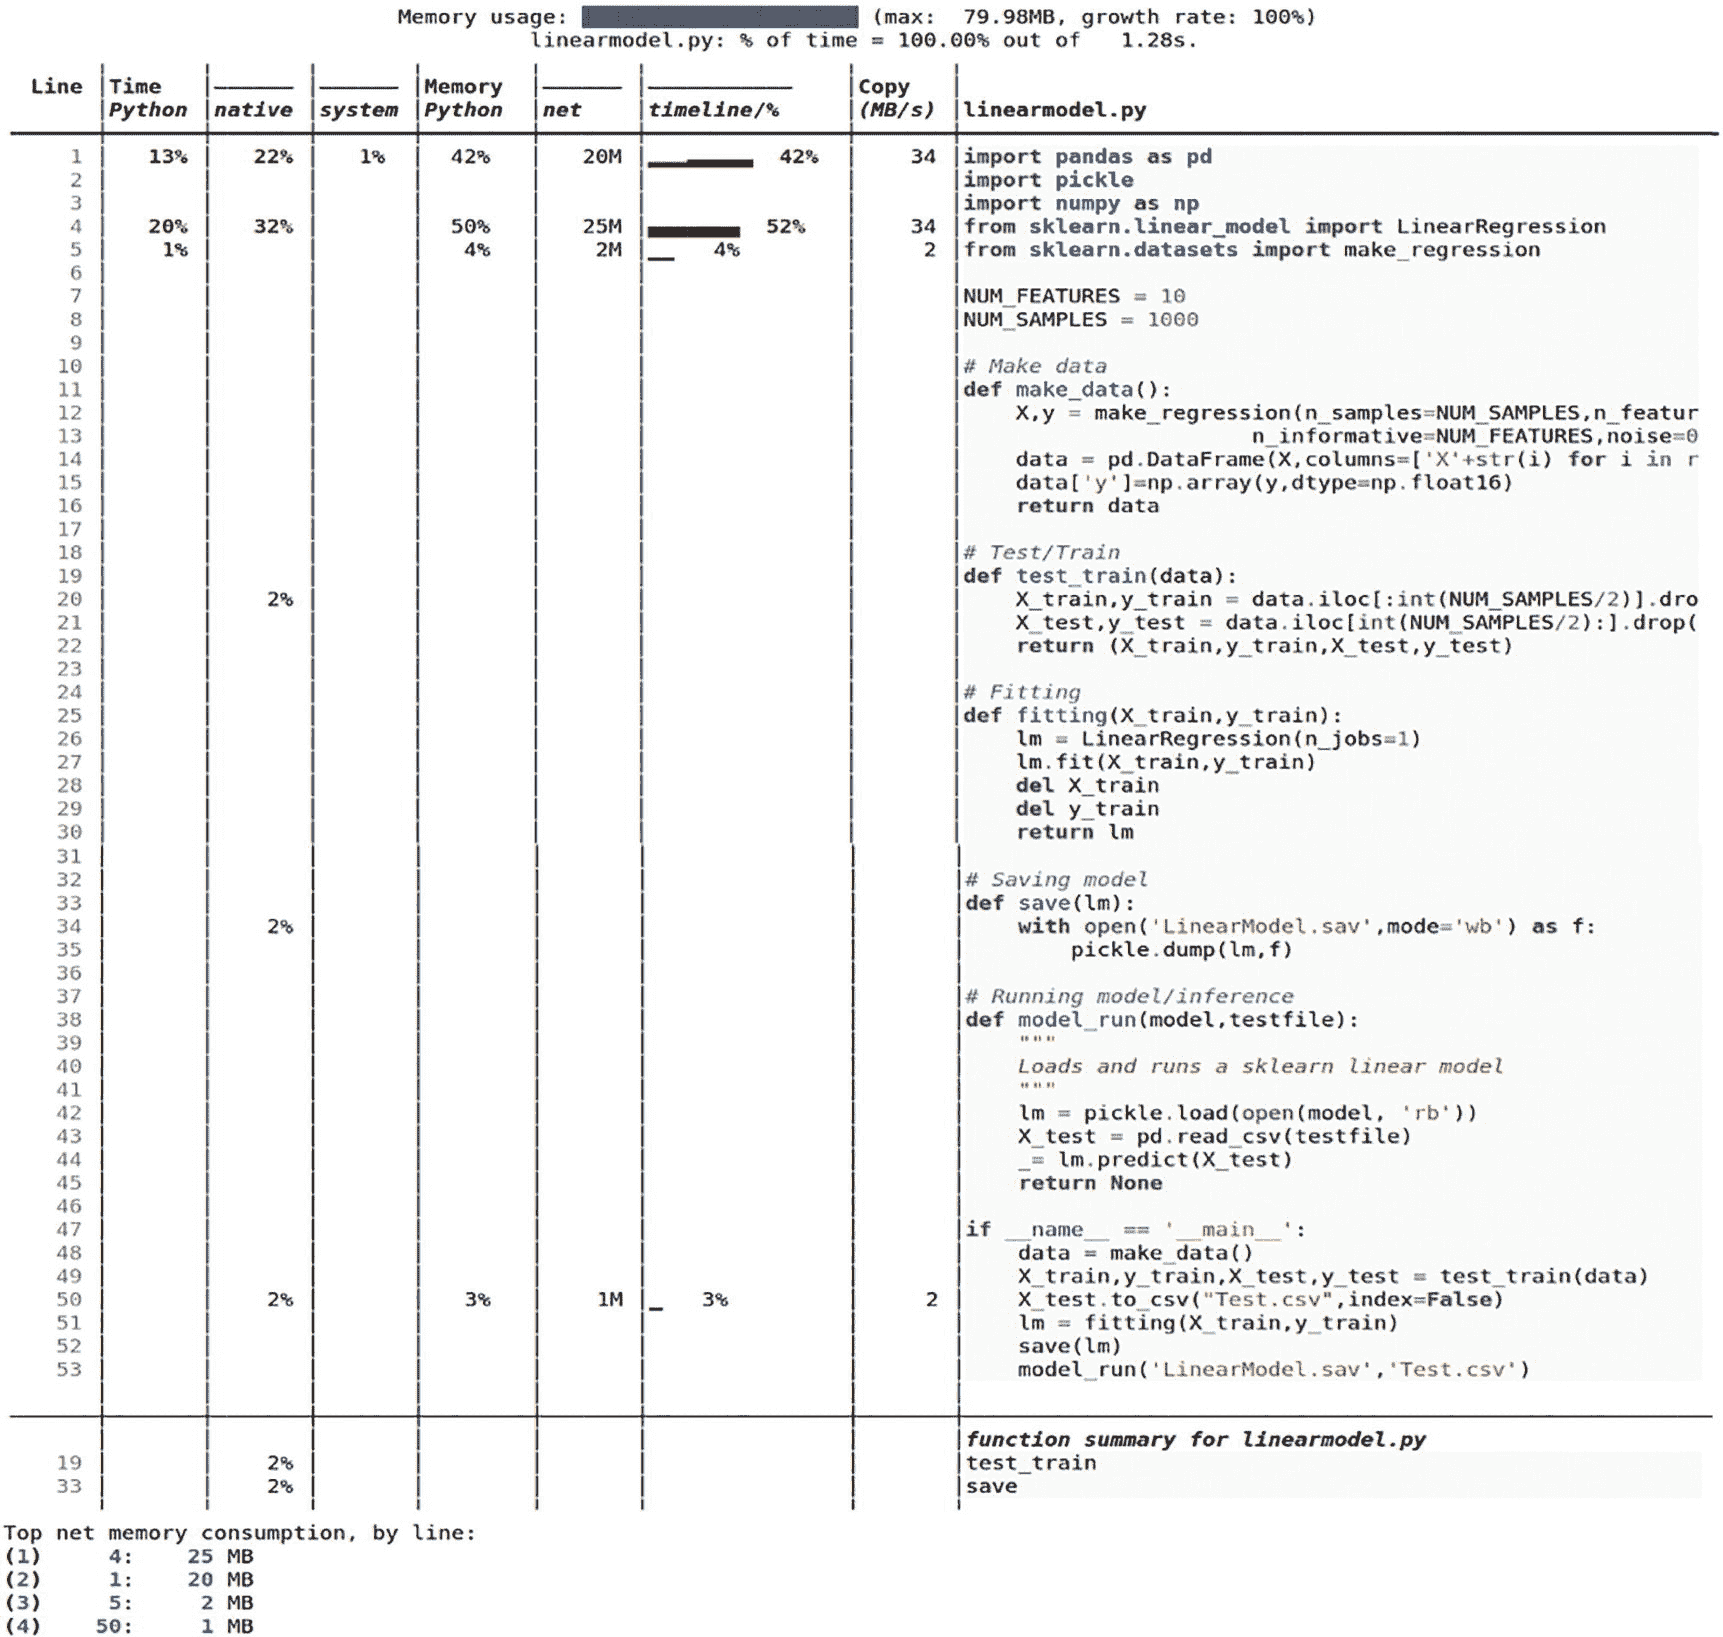 Memory usage: (max: 79.98MB, growth rate: 100%)
linearmodel.py: % of time = 100.00% out of 1.28s.
Line Time Memory Copy
Python native system Python net timeline/% (MB/s) linearmodel.py
1 13% 22% 1% 42% 20M 42% 34 import pandas as pd
2 import pickle
3 import numpy as np
4 20% 32% 50% 25M 52% 34 from sklearn.linear_model import LinearRegression
5 1% 4% 2M 4% 2 from sklearn.datasets import make_regression
6
7 NUM_FEATURES = 10
8 NUM_SAMPLES = 1000
9
10 # Make data
11 def make_data():
12 X,y = make_regression(n_samples=NUM_SAMPLES,n_featur
13 n_informative=NUM_FEATURES,noise=0
14 data = pd.DataFrame(X,columns=['X'+str(i) for i in r
15 data['y']=np.array(y,dtype=np.float16)
16 return data
17
18 # Test/Train
19 def test_train(data):
20 2% X_train,y_train = data.iloc[:int(NUM_SAMPLES/2)].dro
21 X_test,y_test = data.iloc[int(NUM_SAMPLES/2):].drop(
22 return (X_train,y_train,X_test,y_test)
23
24 # Fitting
25 def fitting(X_train,y_train):
26 lm = LinearRegression(n_jobs=1)
27 lm.fit(X_train,y_train)
28 del X_train
29 del y_train
30 return lm
31
32 # Saving model
33 def save(lm):
34 2% with open('LinearModel.sav',mode='wb') as f:
35 pickle.dump(lm,f)
36
37 # Running model/inference
38 def model_run(model,testfile):
39 """
40 Loads and runs a sklearn linear model
41 """
42 lm = pickle.load(open(model, 'rb'))
43 X_test = pd.read_csv(testfile)
44 _= lm.predict(X_test)
45 return None
46
47 if __name__ == '__main__':
48 data = make_data()
49 X_train,y_train,X_test,y_test = test_train(data)
50 2% 3% 1M 3% 2 X_test.to_csv("Test.csv",index=False)
51 lm = fitting(X_train,y_train)
52 save(lm)
53 model_run('LinearModel.sav','Test.csv')
function summary for linearmodel.py
19 2% test_train
33 2% save
Top net memory consumption, by line:
(1) 4: 25 MB
(2) 1: 20 MB
(3) 5: 2 MB
(4) 50: 1 MB